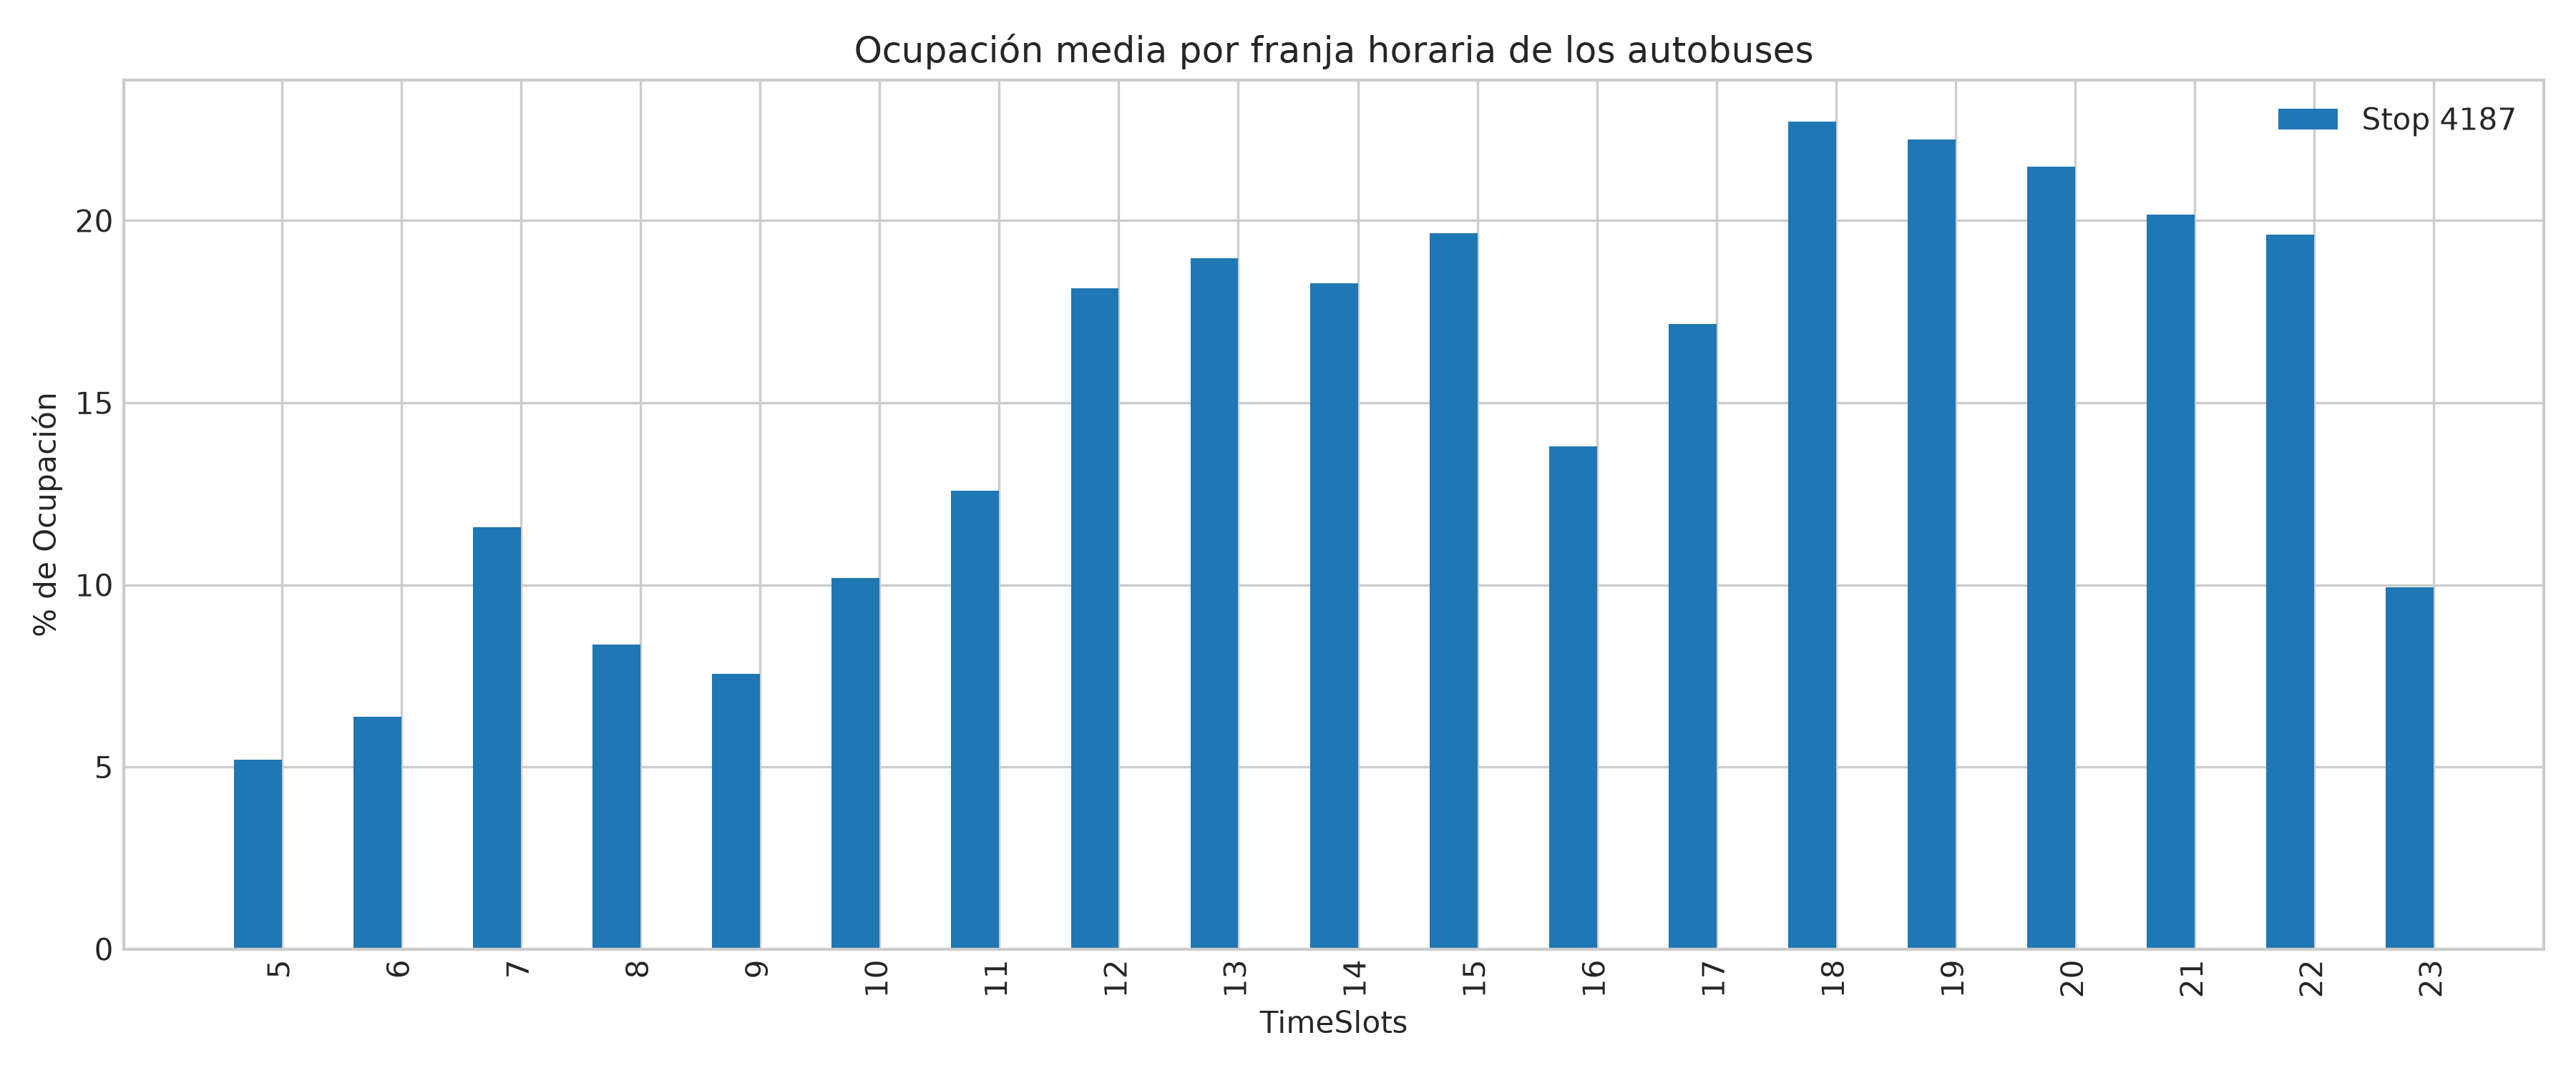 Ocupación media por franja horaria de los autobuses
Stop 4187
% de Ocupación
20
15
10
5
0
5 6 7 8 9 10 11 12 13 14 15 16 17 18 19 20 21 22 23
TimeSlots